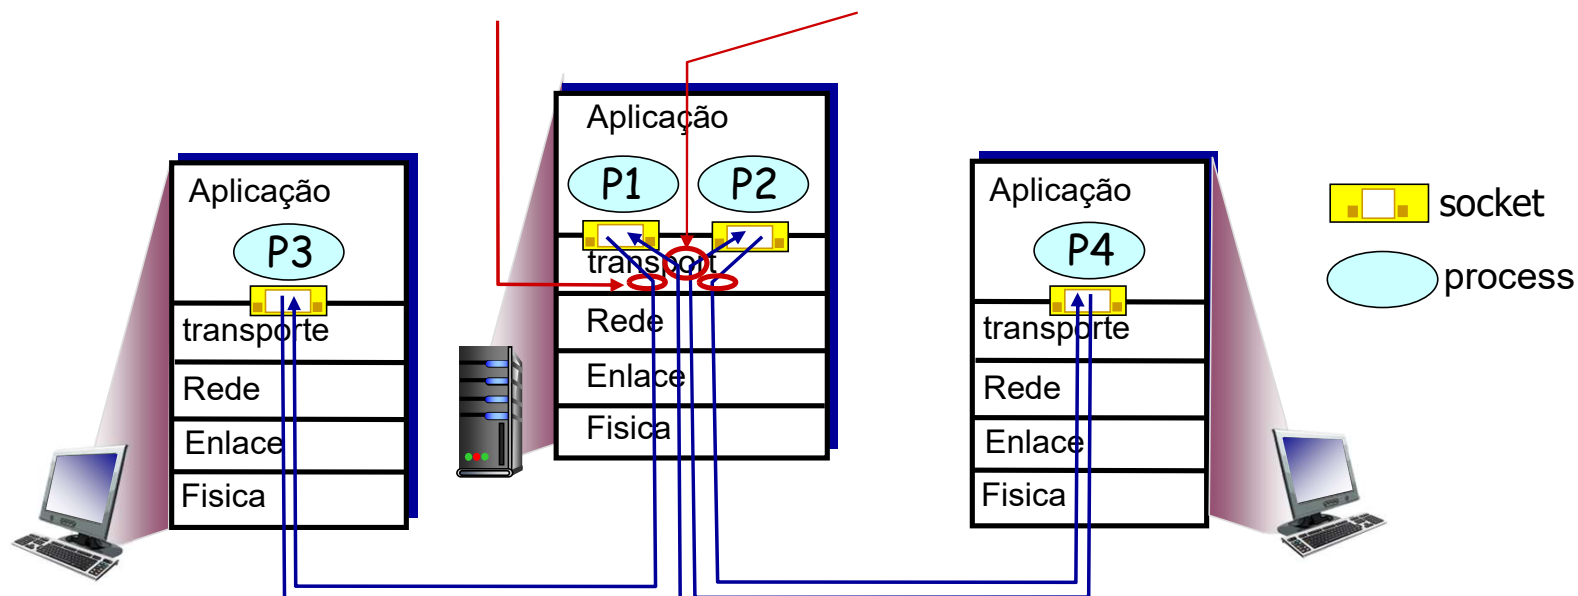 Aplicação
P3
transporte
Rede
Enlace
Fisica
Aplicação
P1 P2
transport
Rede
Enlace
Fisica
Aplicação
P4
transporte
Rede
Enlace
Fisica
socket
process